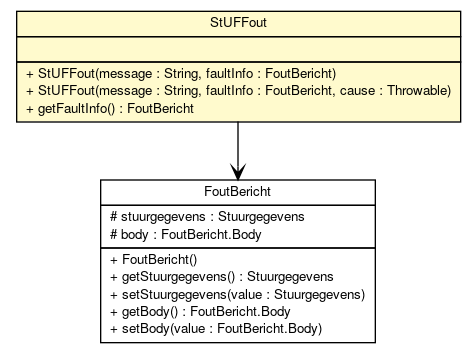 StUFFout
+ StUFFout(message : String, faultInfo : FoutBericht)
+ StUFFout(message : String, faultInfo : FoutBericht, cause : Throwable)
+ getFaultInfo() : FoutBericht
FoutBericht
# stuurgegevens : Stuurgegevens
# body : FoutBericht.Body
+ FoutBericht()
+ getStuurgegevens() : Stuurgegevens
+ setStuurgegevens(value : Stuurgegevens)
+ getBody() : FoutBericht.Body
+ setBody(value : FoutBericht.Body)